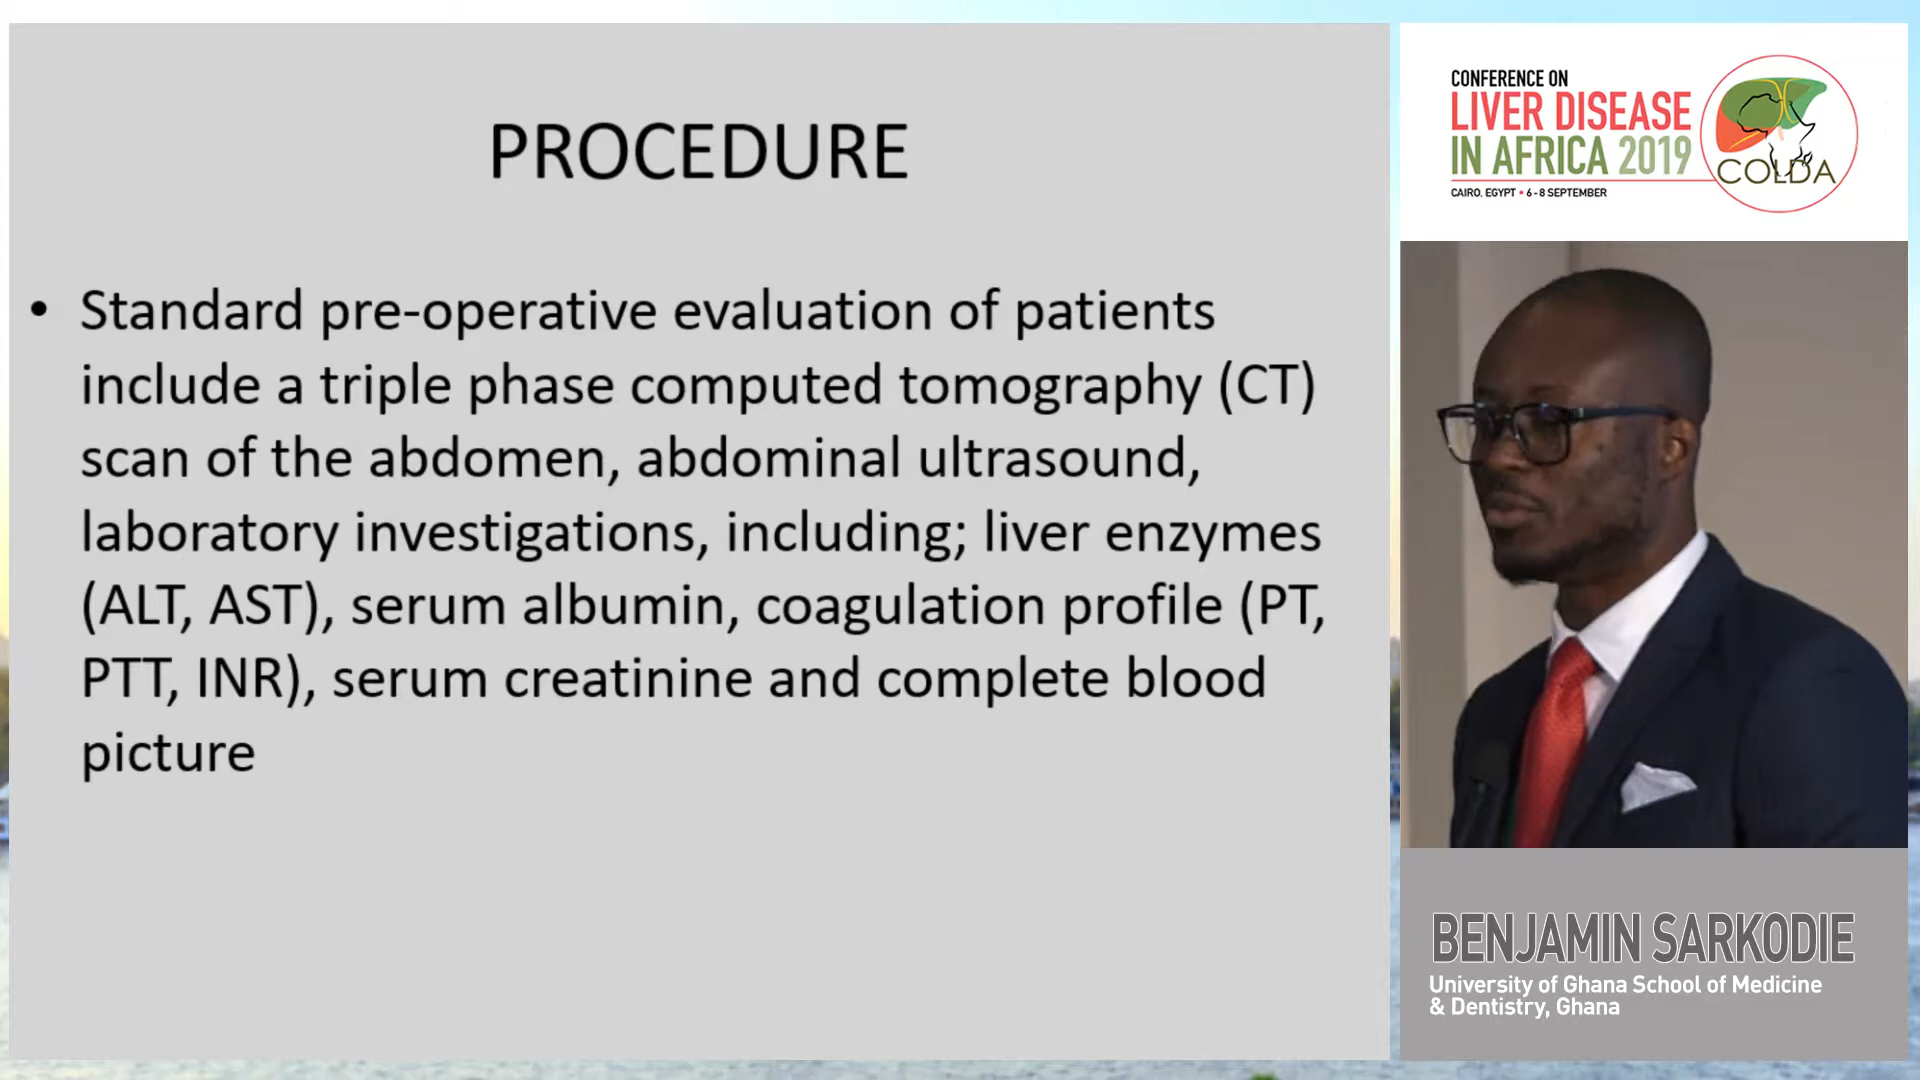 PROCEDURE
• Standard pre-operative evaluation of patients
include a triple phase computed tomography (CT)
scan of the abdomen, abdominal ultrasound,
laboratory investigations, including; liver enzymes
(ALT, AST), serum albumin, coagulation profile (PT,
PTT, INR), serum creatinine and complete blood
picture
CONFERENCE ON
LIVER DISEASE
IN AFRICA 2019
CAIRO, EGYPT • 6 - 8 SEPTEMBER
COLDA
BENJAMIN SARKODIE
University of Ghana School of Medicine
& Dentistry, Ghana